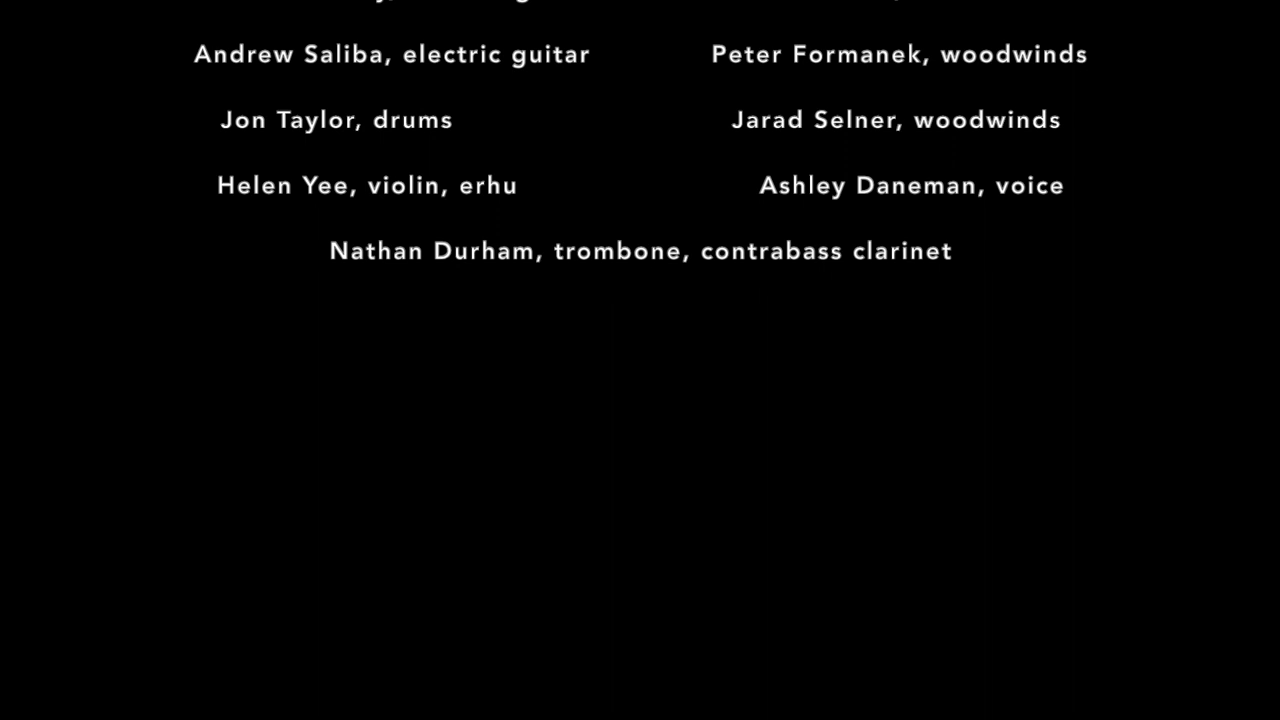 Andrew Saliba, electric guitar Peter Formanek, woodwinds
Jon Taylor, drums Jarad Selner, woodwinds
Helen Yee, violin, erhu Ashley Daneman, voice
Nathan Durham, trombone, contrabass clarinet